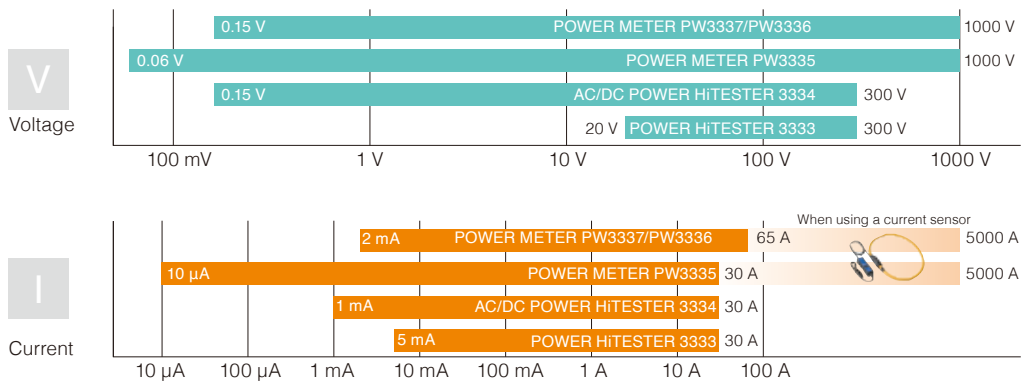 0.15 V POWER METER PW3337/PW3336 1000 V
0.06 V POWER METER PW3335 1000 V
V
0.15 V AC/DC POWER HiTESTER 3334 300 V
Voltage
20 V POWER HiTESTER 3333 300 V
100 mV 1 V 10 V 100 V 1000 V
When using a current sensor
2 mA POWER METER PW3337/PW3336 65 A 5000 A
10 µA POWER METER PW3335 30 A 5000 A
I
1 mA AC/DC POWER HiTESTER 3334 30 A
5 mA POWER HiTESTER 3333 30 A
Current
10 µA 100 µA 1 mA 10 mA 100 mA 1 A 10 A 100 A